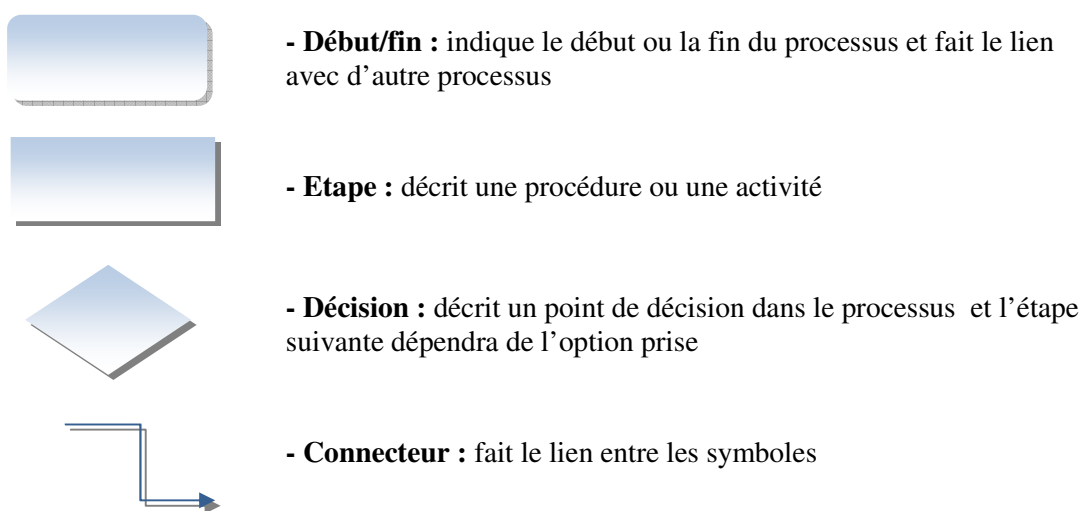 - Début/fin : indique le début ou la fin du processus et fait le lien
avec d'autre processus
- Etape : décrit une procédure ou une activité
- Décision : décrit un point de décision dans le processus et l'étape
suivante dépendra de l'option prise
- Connecteur : fait le lien entre les symboles